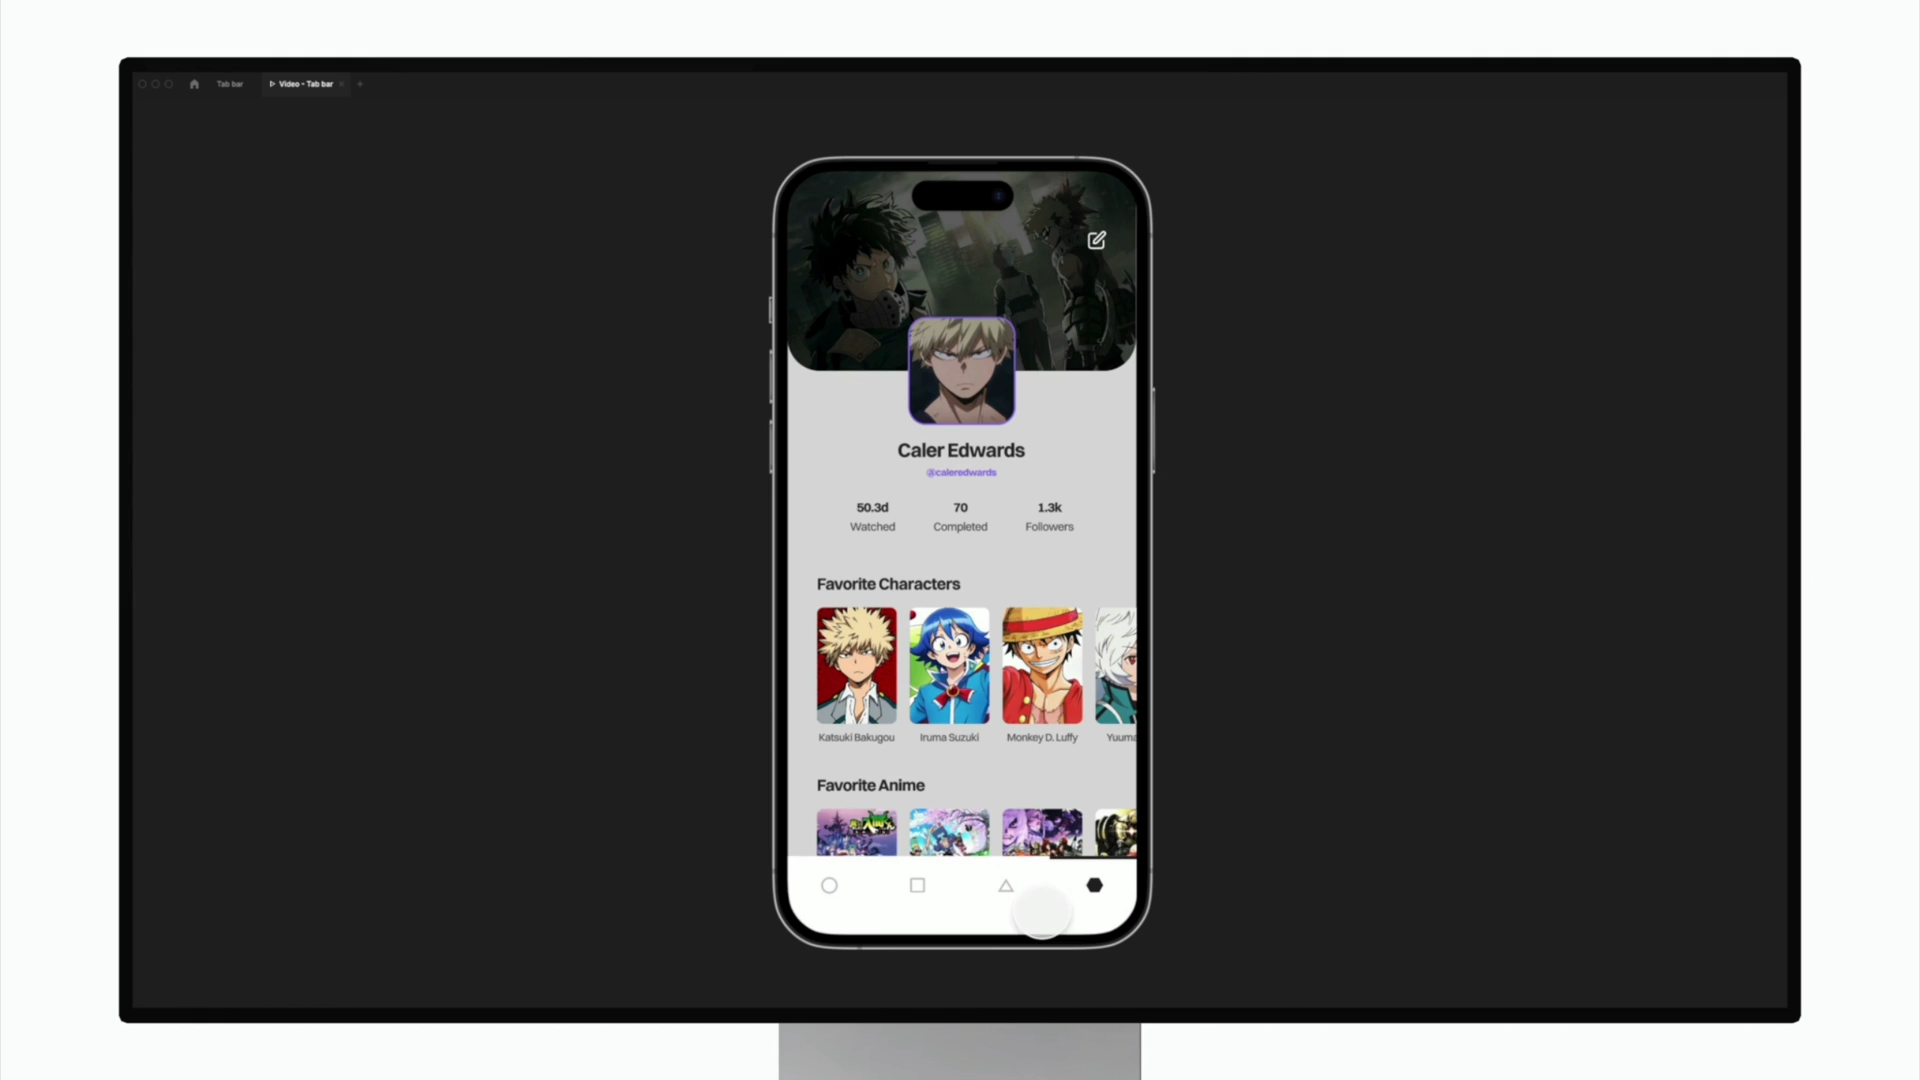 Tab bar
Video - Tab bar
Caler Edwards
@caleredwards
50.3d 70 1.3k
Watched Completed Followers
Favorite Characters
Katsuki Bakugou Iruma Suzuki Monkey D. Luffy Yuuma
Favorite Anime